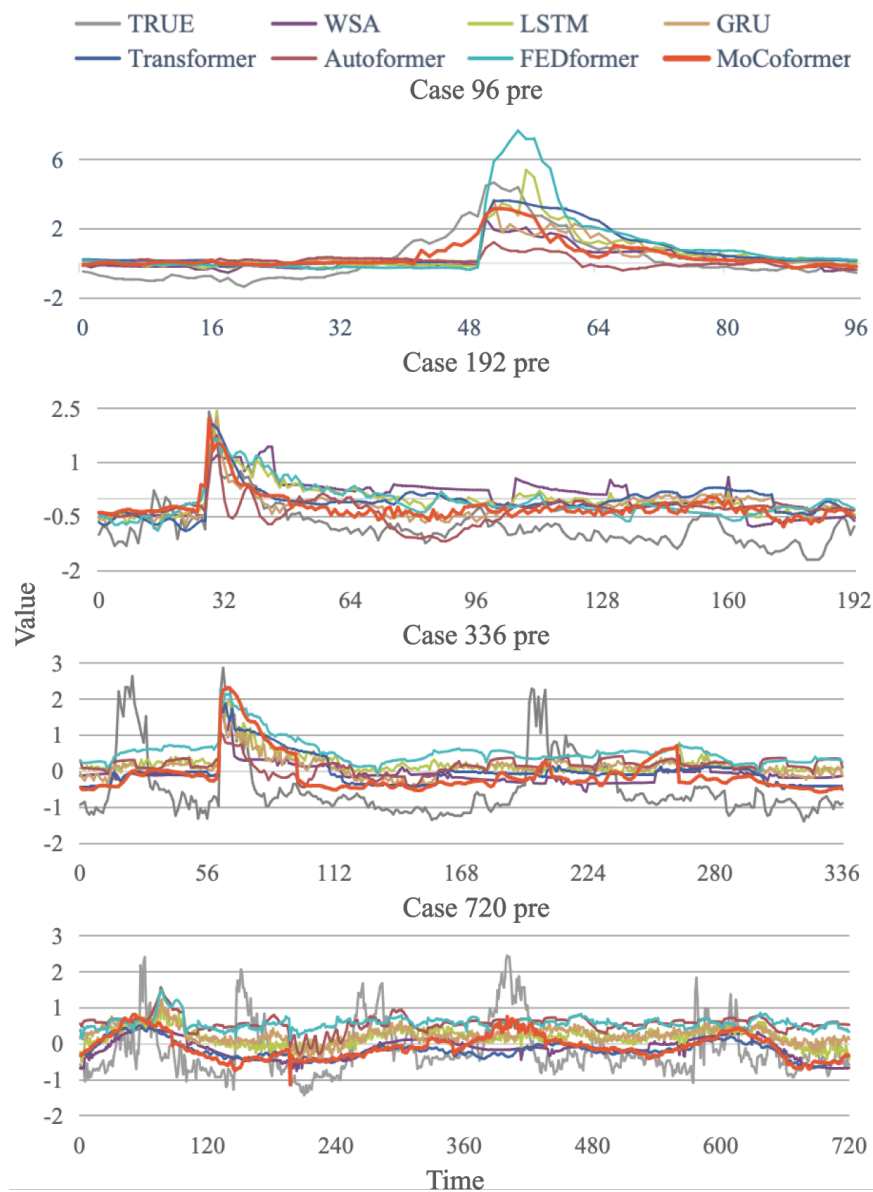 TRUE WSA LSTM GRU
Transformer Autoformer FEDformer MoCoformer
Case 96 pre
6
2
-2
0 16 32 48 64 80 96
Case 192 pre
2.5
1
-0.5
-2
0 32 64 96 128 160 192
Value
Case 336 pre
3
2
1
0
-1
-2
0 56 112 168 224 280 336
Case 720 pre
3
2
1
0
-1
-2
0 120 240 360 480 600 720
Time